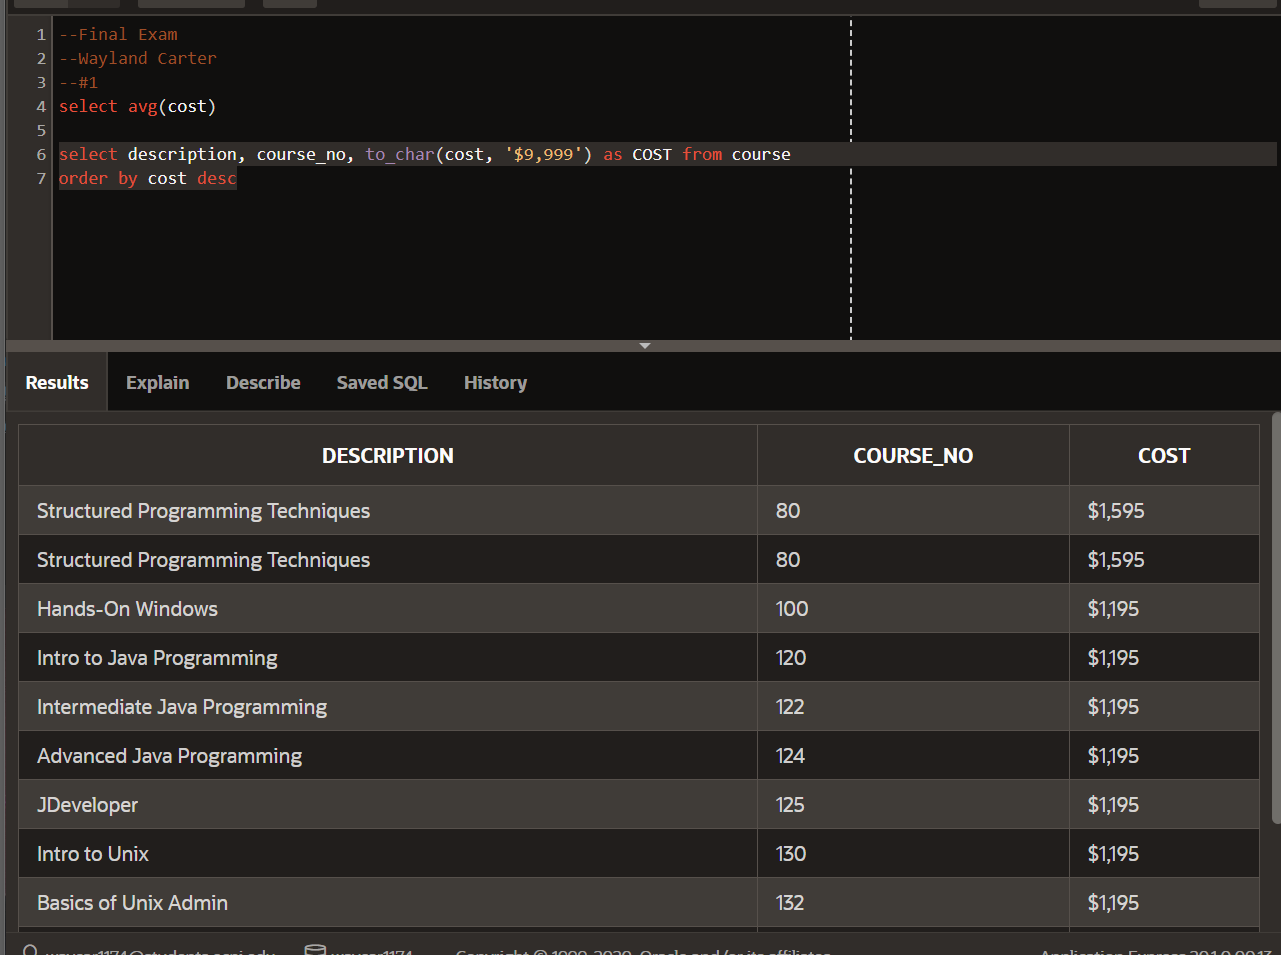 1 --Final Exam
2 --Wayland Carter
3 --#1
4 select avg(cost)
5
6 select description, course_no, to_char(cost, '$9,999') as COST from course
7 order by cost desc
Results Explain Describe Saved SQL History
DESCRIPTION COURSE_NO COST
Structured Programming Techniques 80 $1,595
Structured Programming Techniques 80 $1,595
Hands-On Windows 100 $1,195
Intro to Java Programming 120 $1,195
Intermediate Java Programming 122 $1,195
Advanced Java Programming 124 $1,195
JDeveloper 125 $1,195
Intro to Unix 130 $1,195
Basics of Unix Admin 132 $1,195
Copyright © 1999, 2020, Oracle and/or its affiliates. Application Express